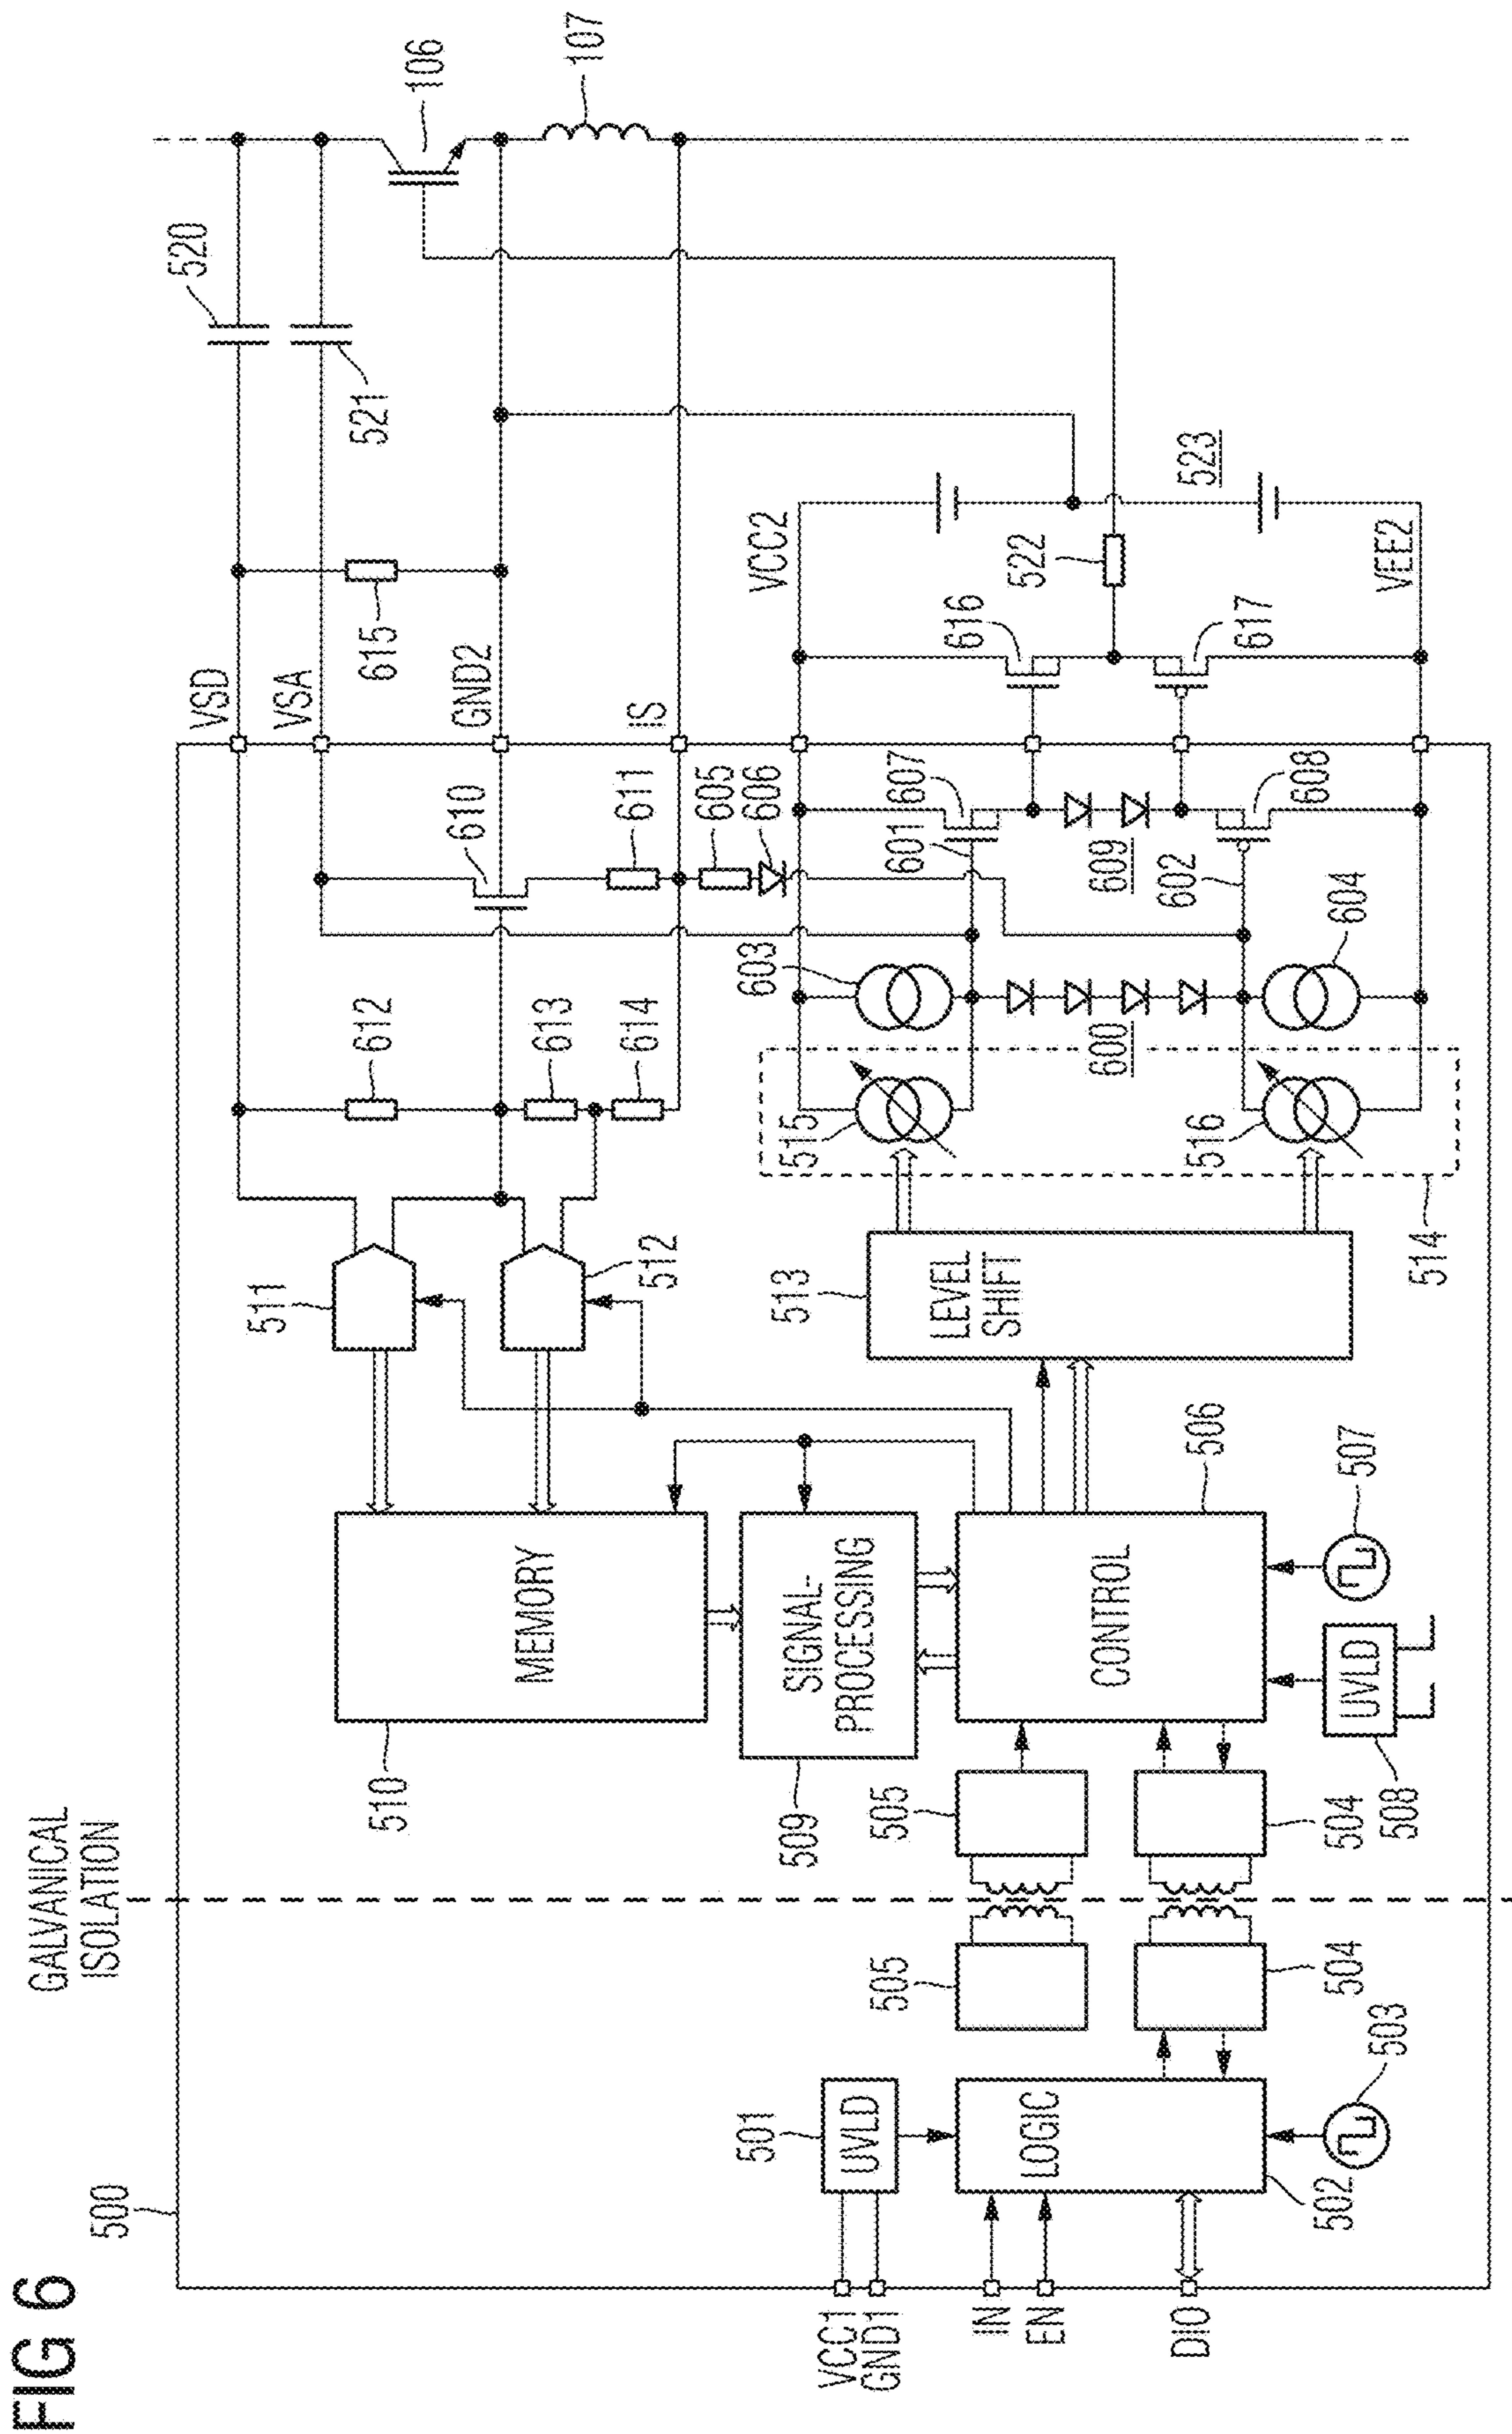 FIG 6
500
GALVANICAL
ISOLATION
520
106
107
521
VSD
VSA
615
GND2
IS
610
611
605
606
612
613
614
511
512
MEMORY
510
SIGNAL-
PROCESSING
509
CONTROL
506
507
UVLD
508
505
504
505
504
501
UVLD
LOGIC
502
503
VCC1
GND1
IN
EN
DIO
LEVEL
SHIFT
513
514
515
516
600
603
604
601
602
607
608
609
VCC2
616
522
617
523
VEE2